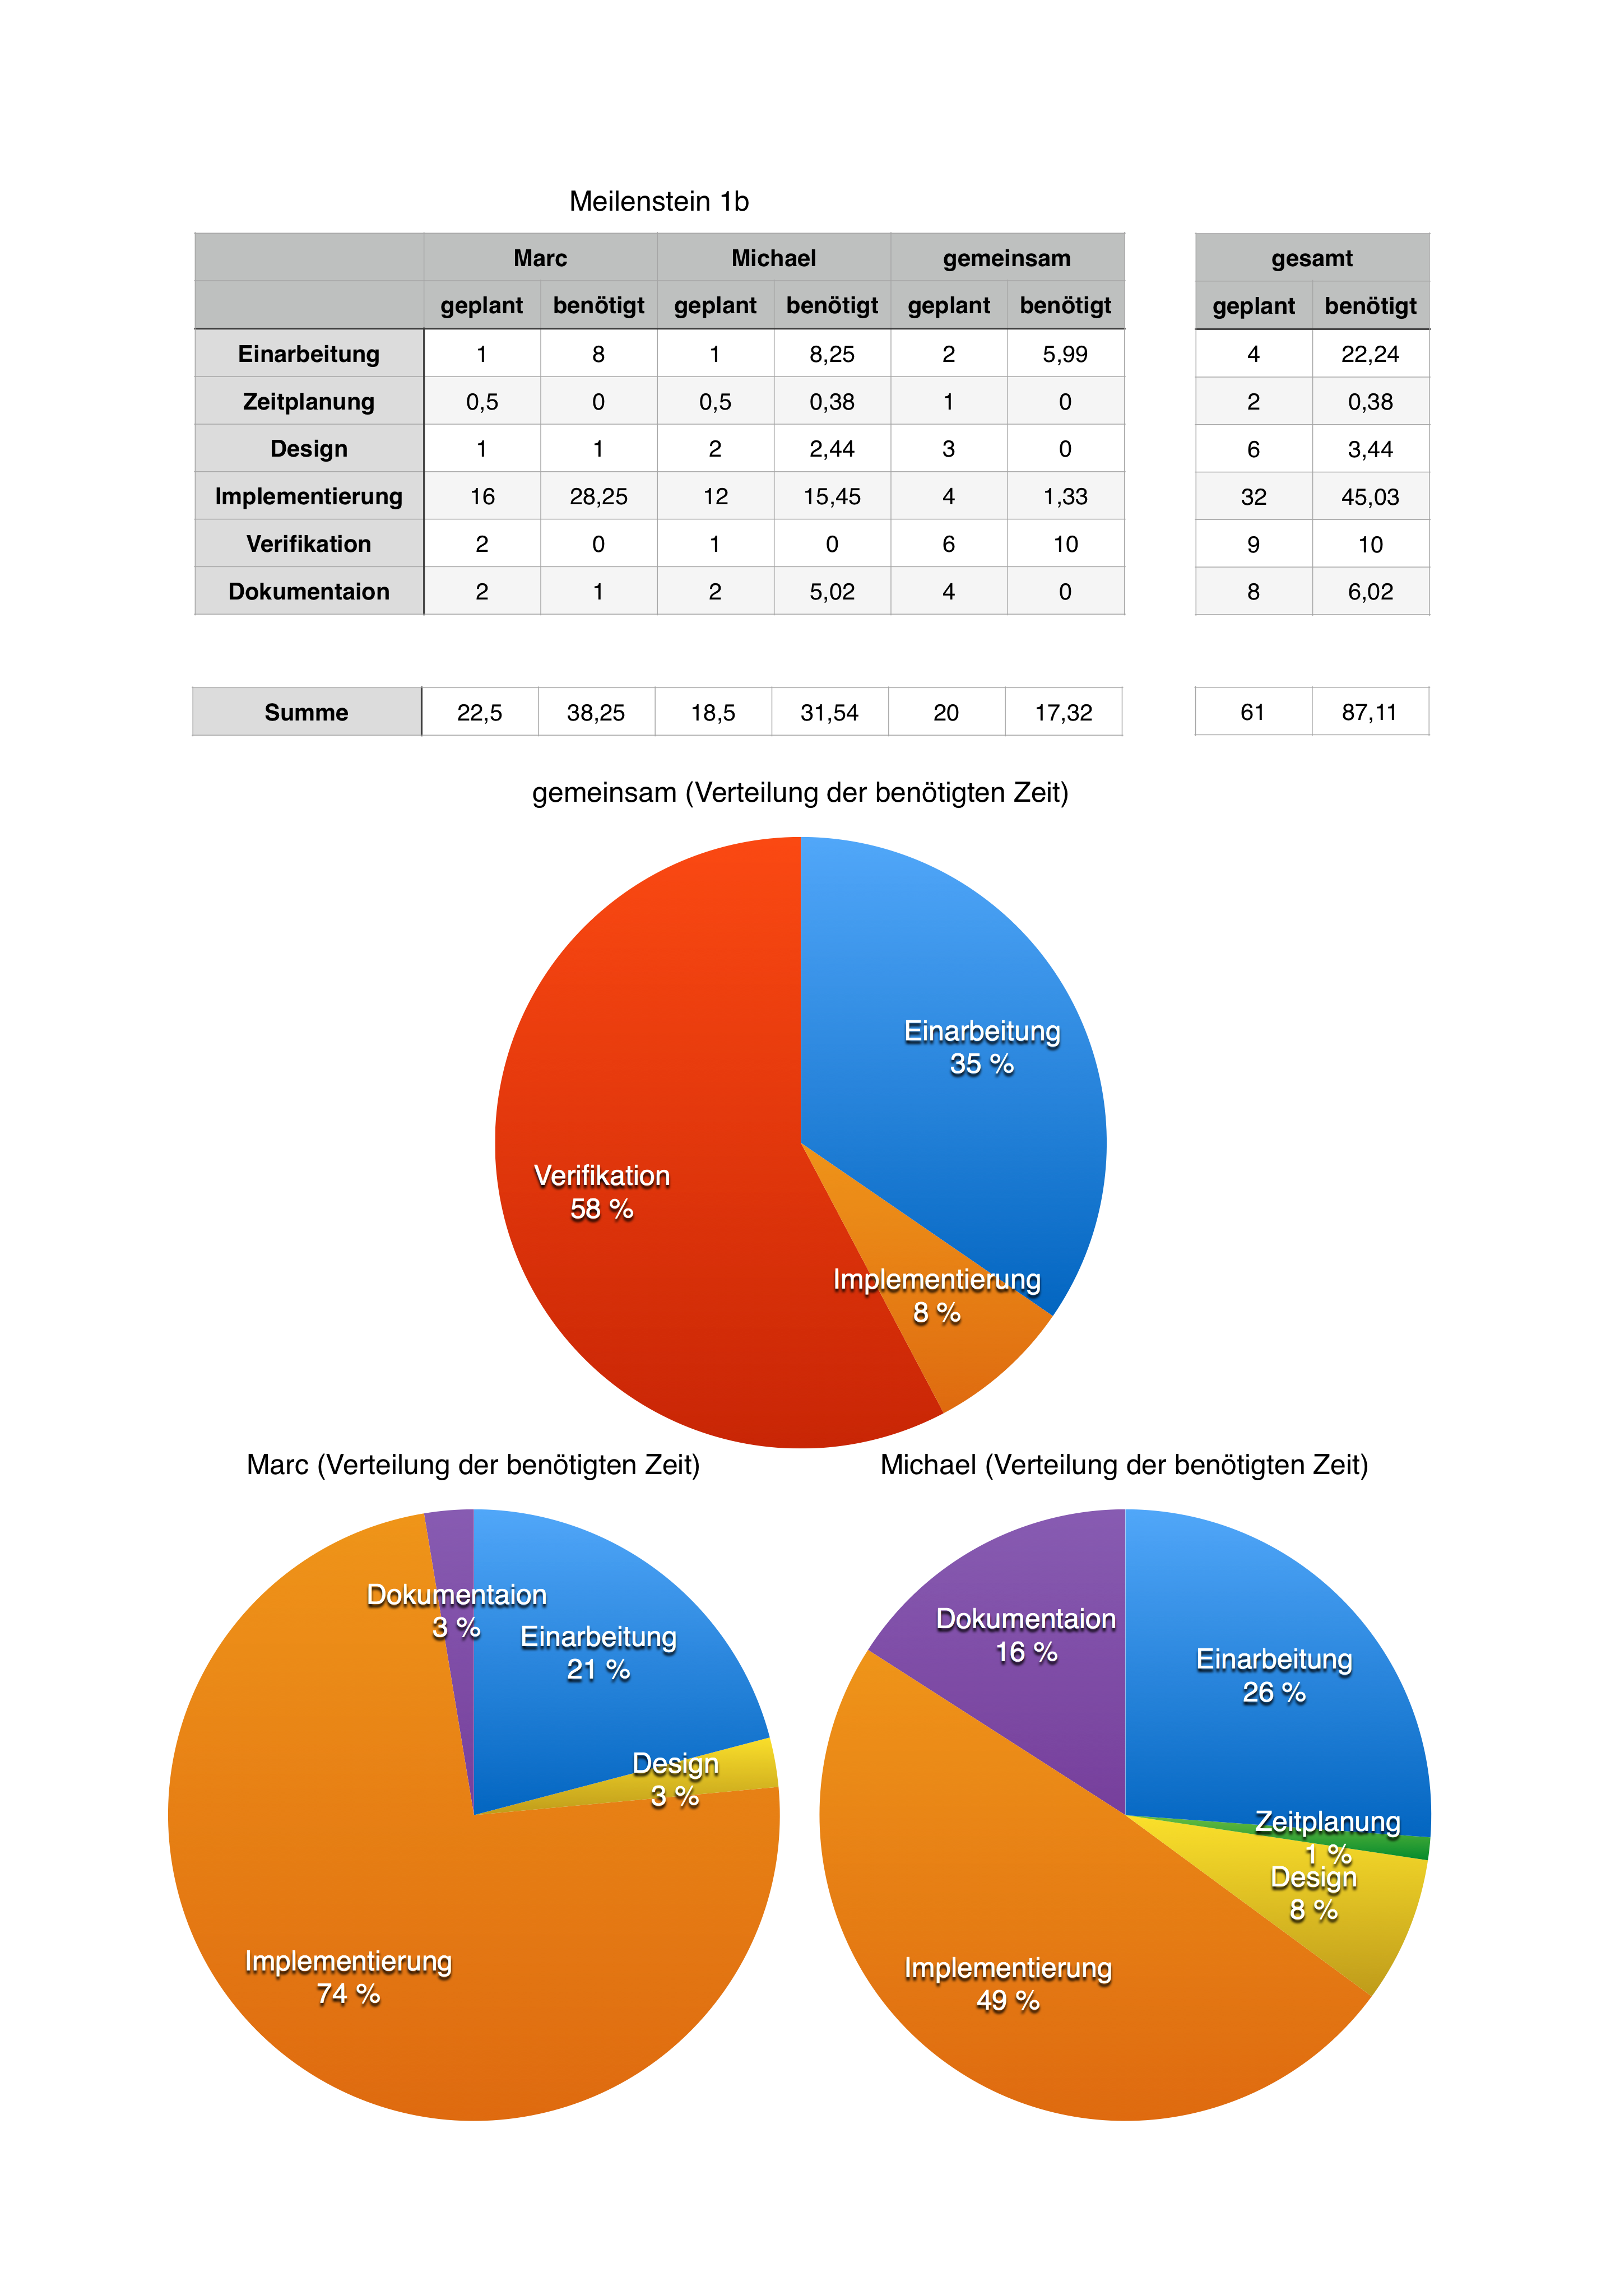 Meilenstein 1b
Marc Michael gemeinsam gesamt
geplant benötigt geplant benötigt geplant benötigt geplant benötigt
Einarbeitung 1 8 1 8,25 2 5,99 4 22,24
Zeitplanung 0,5 0 0,5 0,38 1 0 2 0,38
Design 1 1 2 2,44 3 0 6 3,44
Implementierung 16 28,25 12 15,45 4 1,33 32 45,03
Verifikation 2 0 1 0 6 10 9 10
Dokumentaion 2 1 2 5,02 4 0 8 6,02
Summe 22,5 38,25 18,5 31,54 20 17,32 61 87,11
gemeinsam (Verteilung der benötigten Zeit)
Einarbeitung
35 %
Verifikation
58 %
Implementierung
8 %
Marc (Verteilung der benötigten Zeit)
Dokumentaion
3 %
Einarbeitung
21 %
Design
3 %
Implementierung
74 %
Michael (Verteilung der benötigten Zeit)
Dokumentaion
16 %
Einarbeitung
26 %
Zeitplanung
1 %
Design
8 %
Implementierung
49 %